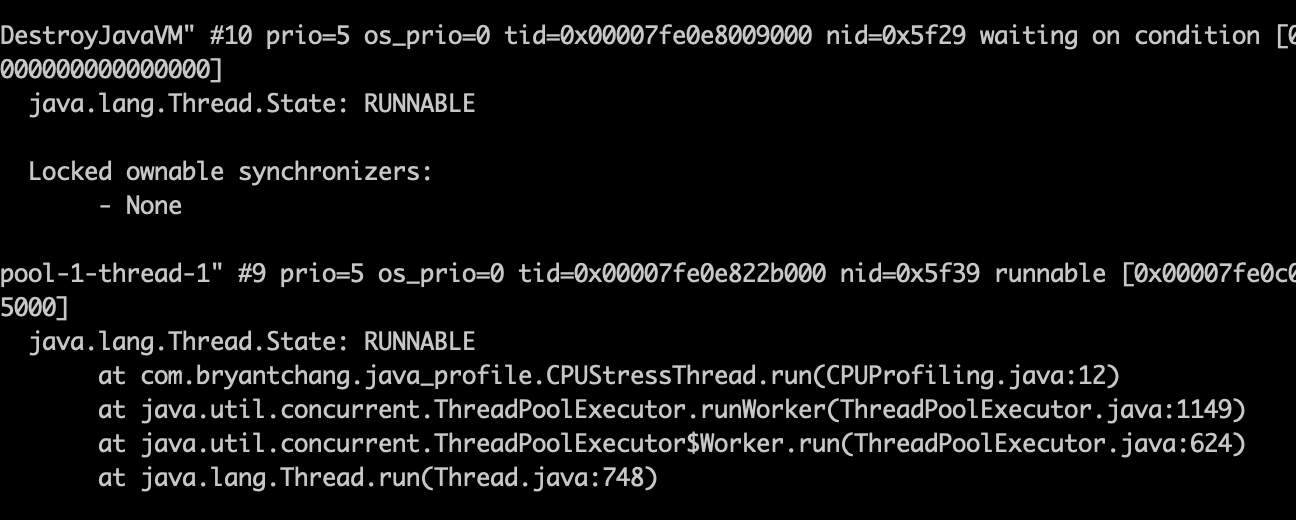 DestroyJavaVM" #10 prio=5 os_prio=0 tid=0x00007fe0e8009000 nid=0x5f29 waiting on condition [0
000000000000000]
java.lang.Thread.State: RUNNABLE
Locked ownable synchronizers:
- None
pool-1-thread-1" #9 prio=5 os_prio=0 tid=0x00007fe0e822b000 nid=0x5f39 runnable [0x00007fe0c0
5000]
java.lang.Thread.State: RUNNABLE
at com.bryantchang.java_profile.CPUStressThread.run(CPUProfiling.java:12)
at java.util.concurrent.ThreadPoolExecutor.runWorker(ThreadPoolExecutor.java:1149)
at java.util.concurrent.ThreadPoolExecutor$Worker.run(ThreadPoolExecutor.java:624)
at java.lang.Thread.run(Thread.java:748)